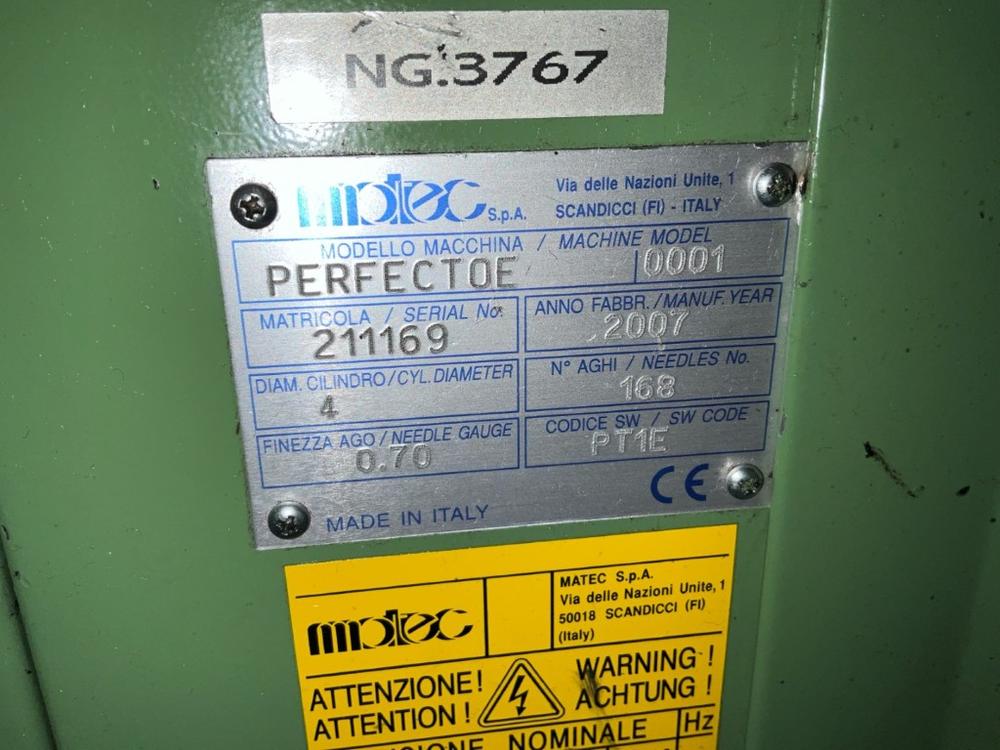 NG.3767
matec S.p.A.
Via delle Nazioni Unite, 1
SCANDICCI (FI) - ITALY
MODELLO MACCHINA / MACHINE MODEL
PERFECTOE 0001
MATRICOLA / SERIAL No.
211169
ANNO FABBR./MANUF. YEAR
2007
DIAM. CILINDRO/CYL. DIAMETER
4
N° AGHI / NEEDLES No.
168
FINEZZA AGO / NEEDLE GAUGE
0.70
CODICE SW / SW CODE
PT1E
CE
MADE IN ITALY
matec
MATEC S.p.A.
Via delle Nazioni Unite, 1
50018 SCANDICCI (FI)
(Italy)
ATTENZIONE! WARNING!
ATTENTION! ACHTUNG!
NOMINALE Hz